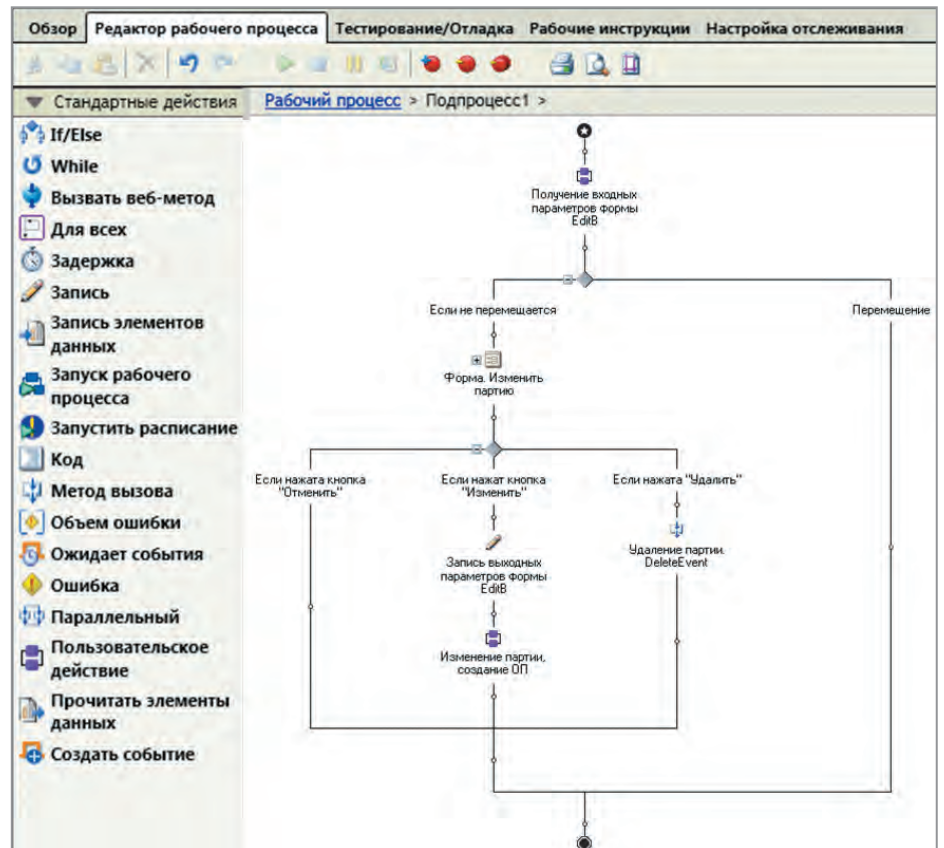 Обзор Редактор рабочего процесса Тестирование/Отладка Рабочие инструкции Настройка отслеживания
Стандартные действия
Рабочий процесс > Подпроцесс1 >
If/Else
While
Вызвать веб-метод
Для всех
Задержка
Запись
Запись элементов
данных
Запуск рабочего
процесса
Запустить расписание
Код
Метод вызова
Объем ошибки
Ожидает события
Ошибка
Параллельный
Пользовательское
действие
Прочитать элементы
данных
Создать событие
Получение входных
параметров формы
EditB
Если не перемещается
Перемещение
Форма. Изменить
партию
Если нажата кнопка
"Отменить"
Если нажат кнопка
"Изменить"
Если нажата "Удалить"
Запись выходных
параметров формы
EditB
Удаление партии.
DeleteEvent
Изменение партии,
создание ОП